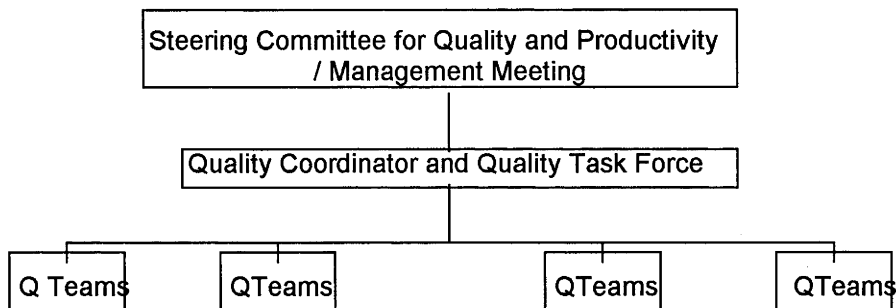 Steering Committee for Quality and Productivity
/ Management Meeting
Quality Coordinator and Quality Task Force
Q Teams
QTeams
QTeams
QTeams